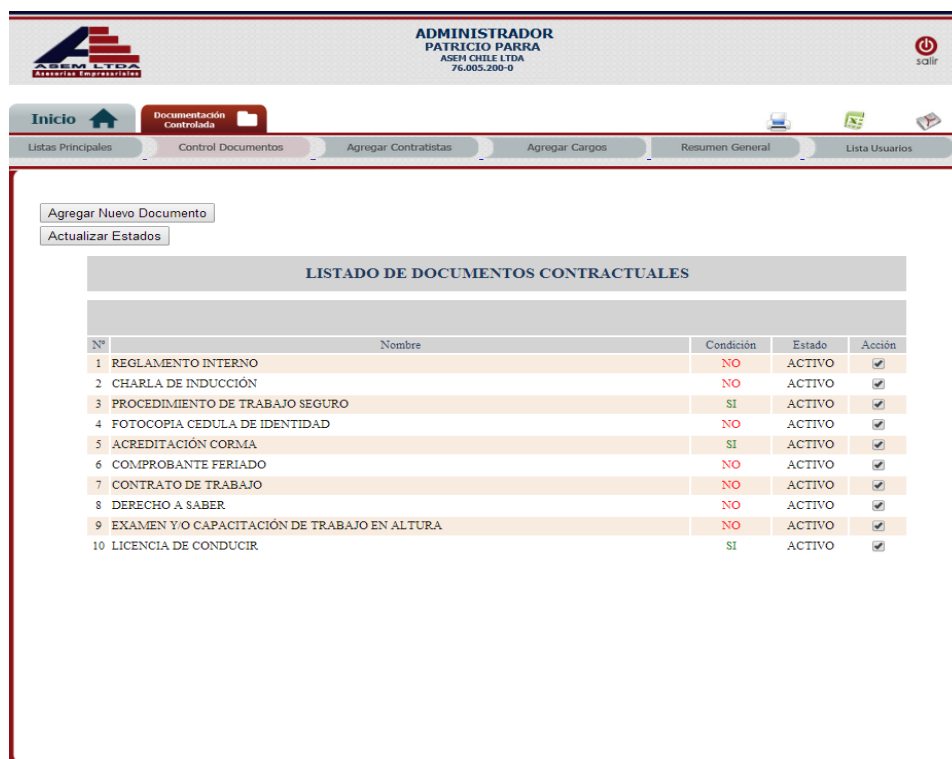 ASEM LTDA
Asesorías Empresariales
ADMINISTRADOR
PATRICIO PARRA
ASEM CHILE LTDA
76.005.200-0
salir
Inicio
Documentación
Controlada
Listas Principales Control Documentos Agregar Contratistas Agregar Cargos Resumen General Lista Usuarios
Agregar Nuevo Documento
Actualizar Estados
LISTADO DE DOCUMENTOS CONTRACTUALES
Nº Nombre Condición Estado Acción
1 REGLAMENTO INTERNO NO ACTIVO
2 CHARLA DE INDUCCIÓN NO ACTIVO
3 PROCEDIMIENTO DE TRABAJO SEGURO SI ACTIVO
4 FOTOCOPIA CEDULA DE IDENTIDAD NO ACTIVO
5 ACREDITACIÓN CORMA SI ACTIVO
6 COMPROBANTE FERIADO NO ACTIVO
7 CONTRATO DE TRABAJO NO ACTIVO
8 DERECHO A SABER NO ACTIVO
9 EXAMEN Y/O CAPACITACIÓN DE TRABAJO EN ALTURA NO ACTIVO
10 LICENCIA DE CONDUCIR SI ACTIVO